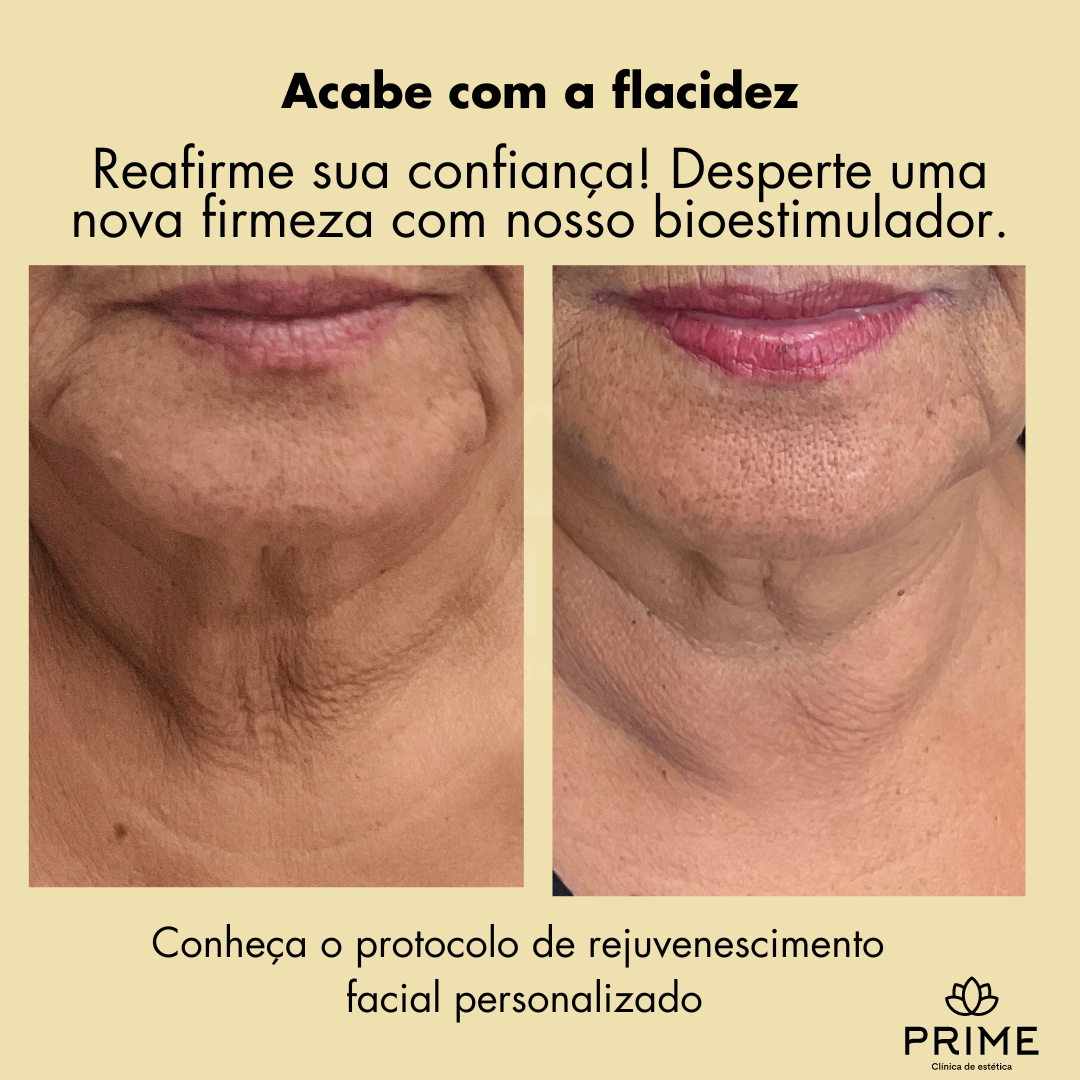 Acabe com a flacidez
Reafirme sua confiança! Desperte uma
nova firmeza com nosso bioestimulador.
Conheça o protocolo de rejuvenescimento
facial personalizado
PRIME
Clínica de estética